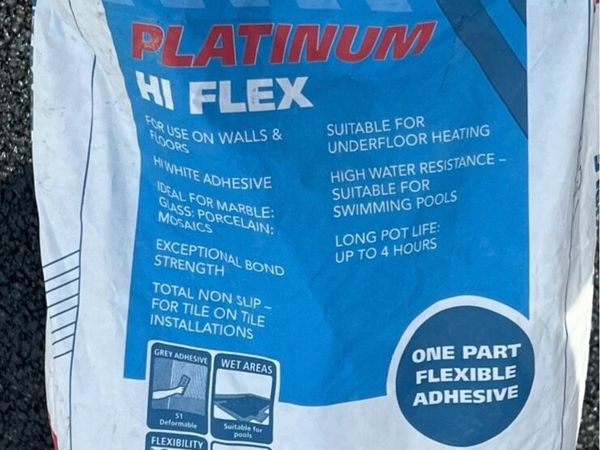 PLATINUM
HI FLEX
FOR USE ON WALLS &
FLOORS
HI WHITE ADHESIVE
IDEAL FOR MARBLE:
GLASS: PORCELAIN:
MOSAICS
EXCEPTIONAL BOND
STRENGTH
TOTAL NON SLIP –
FOR TILE ON TILE
INSTALLATIONS
SUITABLE FOR
UNDERFLOOR HEATING
HIGH WATER RESISTANCE –
SUITABLE FOR
SWIMMING POOLS
LONG POT LIFE:
UP TO 4 HOURS
GREY ADHESIVE
S1
Deformable
WET AREAS
Suitable for
pools
FLEXIBILITY
ONE PART
FLEXIBLE
ADHESIVE